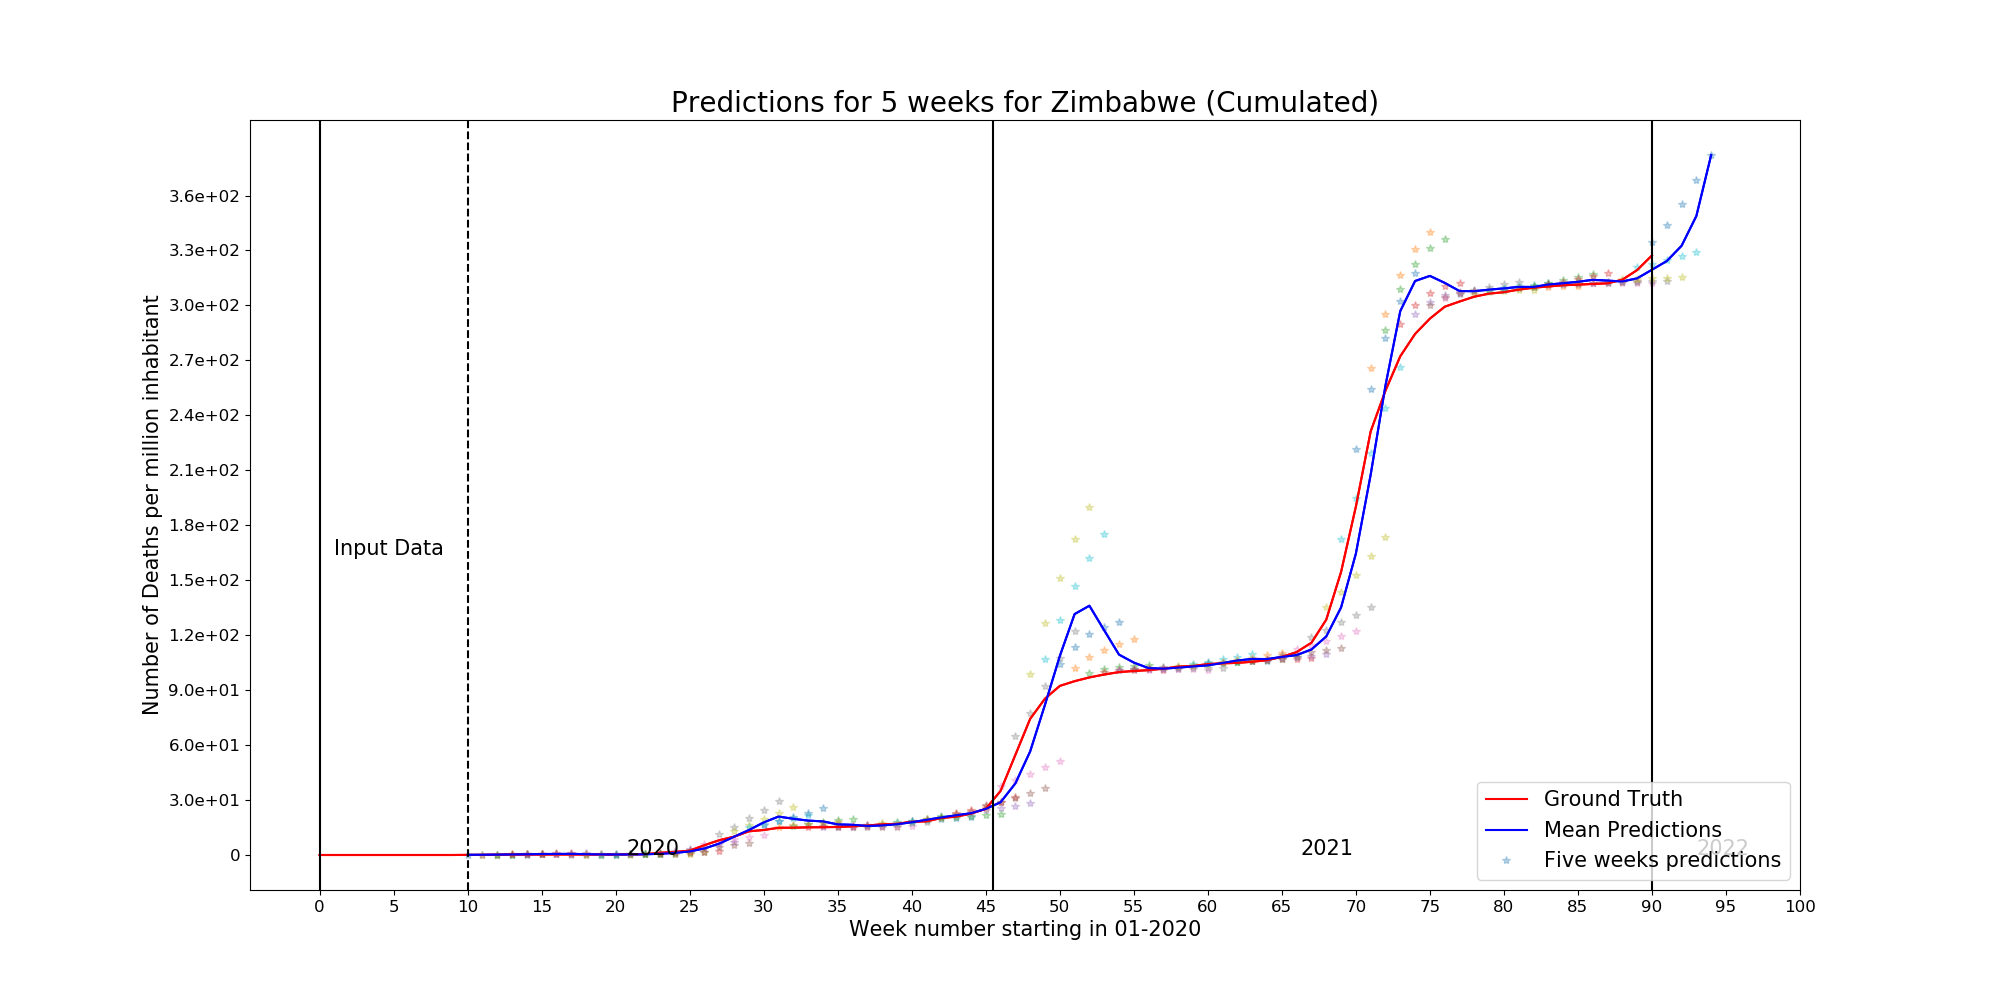 Predictions for 5 weeks for Zimbabwe (Cumulated)
Number of Deaths per million inhabitant
3.6e+02
3.3e+02
3.0e+02
2.7e+02
2.4e+02
2.1e+02
1.8e+02
1.5e+02
1.2e+02
9.0e+01
6.0e+01
3.0e+01
0
Input Data
2020
2021
2022
Ground Truth
Mean Predictions
Five weeks predictions
0 5 10 15 20 25 30 35 40 45 50 55 60 65 70 75 80 85 90 95 100
Week number starting in 01-2020